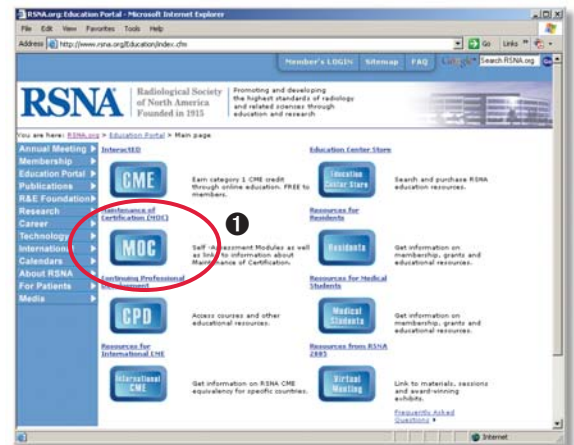 RSNA.org: Education Portal - Microsoft Internet Explorer
File Edit View Favorites Tools Help
Address http://www.rsna.org/Education/index.cfm Go Links »
Member's LOGIN Sitemap FAQ Search RSNA.org
RSNA
Radiological Society
of North America
Founded in 1915
Promoting and developing
the highest standards of radiology
and related sciences through
education and research
You are here: RSNA.org > Education Portal > Main page
Annual Meeting
Membership
Education Portal
Publications
R&E Foundation
Research
Career
Technology
International
Calendars
About RSNA
For Patients
Media
InteractED
CME
Earn category 1 CME credit
through online education. FREE to
members.
Education Center Store
Education
Center Store
Search and purchase RSNA
education resources.
Maintenance of
Certification (MOC)
MOC
1
Self-Assessment Modules as well
as links to information about
Maintenance of Certification.
Resources for
Residents
Residents
Get information on
membership, grants and
educational resources.
Continuing Professional
Development
CPD
Access courses and other
educational resources.
Resources for Medical
Students
Medical
Students
Get information on
membership, grants and
educational resources.
Resources for
International CME
International
CME
Get information on RSNA CME
equivalency for specific countries.
Resources from RSNA
2005
Virtual
Meeting
Link to materials, sessions
and award-winning
exhibits.
Frequently Asked
Questions
Internet